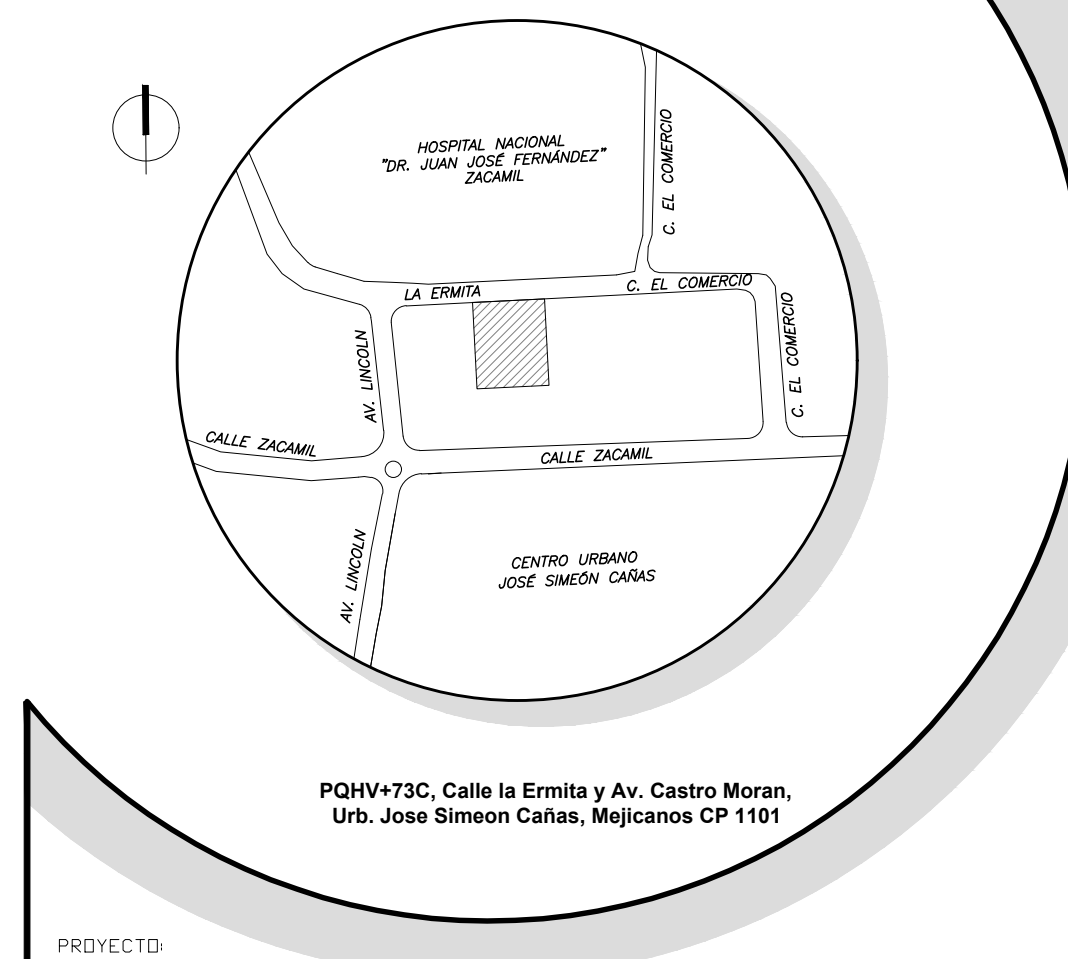 HOSPITAL NACIONAL
"DR. JUAN JOSÉ FERNÁNDEZ"
ZACAMIL
C. EL COMERCIO
LA ERMITA
C. EL COMERCIO
C. EL COMERCIO
AV. LINCOLN
CALLE ZACAMIL
CALLE ZACAMIL
AV. LINCOLN
CENTRO URBANO
JOSÉ SIMEÓN CAÑAS
PQHV+73C, Calle la Ermita y Av. Castro Moran,
Urb. Jose Simeon Cañas, Mejicanos CP 1101
PROYECTO: